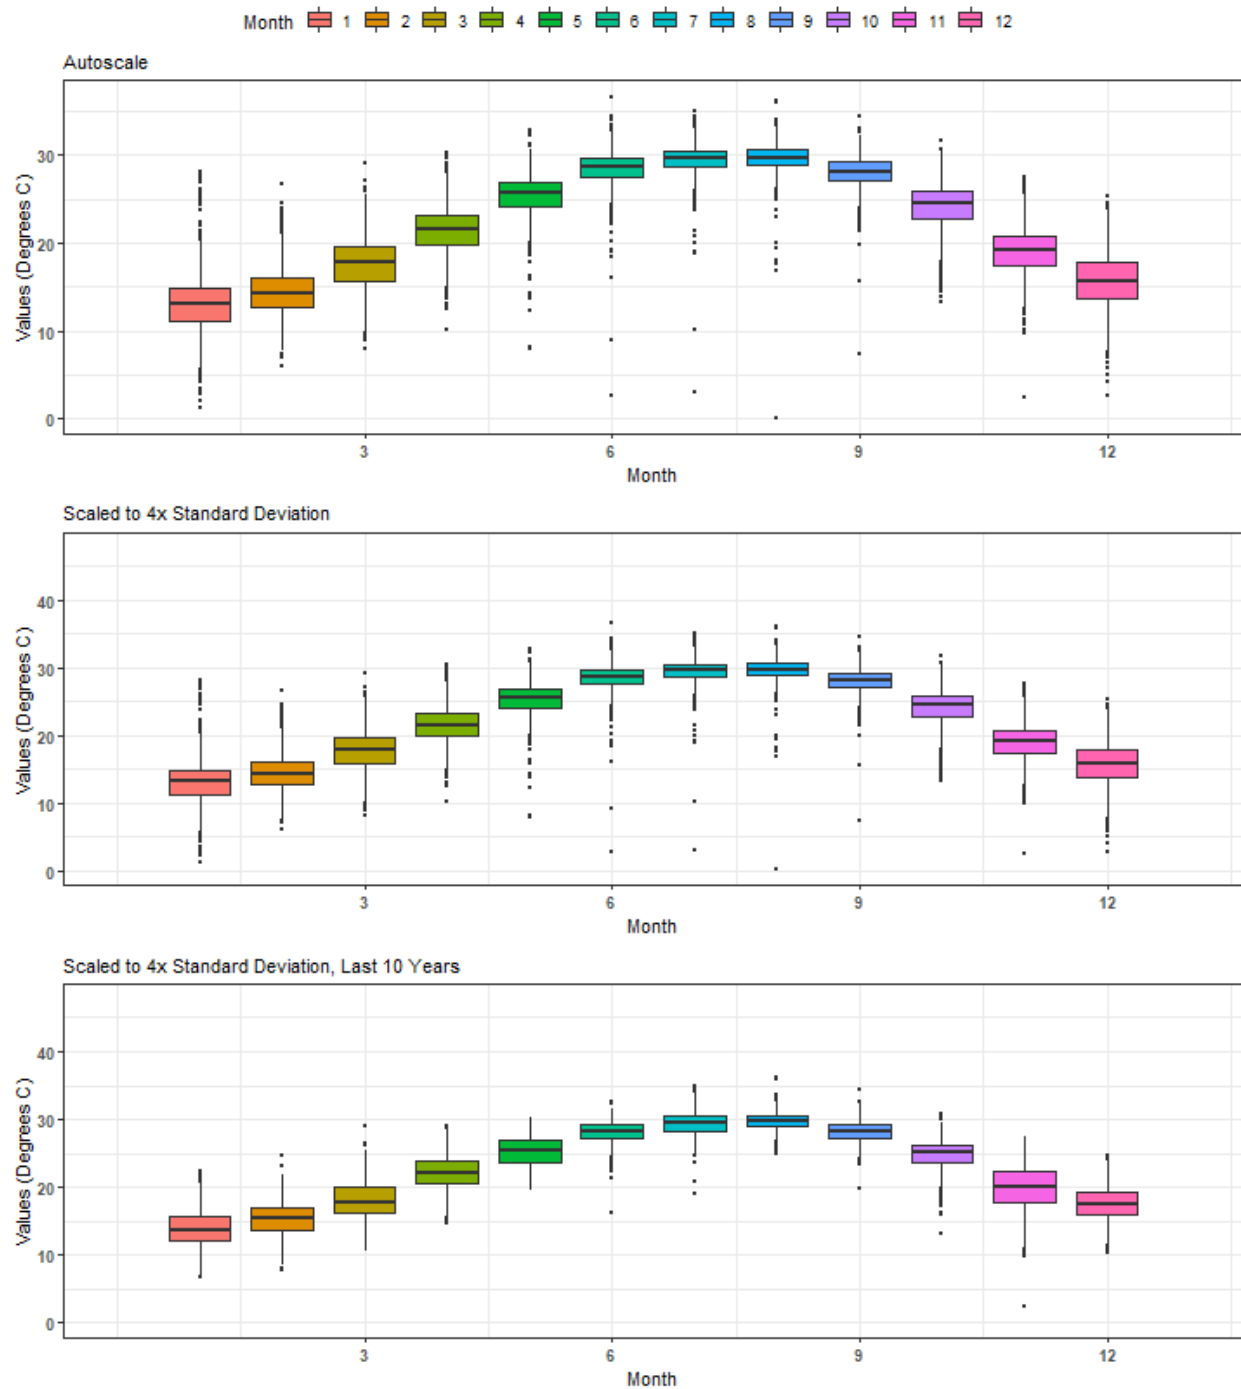 Month 1 2 3 4 5 6 7 8 9 10 11 12
Autoscale
Values (Degrees C)
30
20
10
0
3 6 9 12
Month
Scaled to 4x Standard Deviation
Values (Degrees C)
40
30
20
10
0
3 6 9 12
Month
Scaled to 4x Standard Deviation, Last 10 Years
Values (Degrees C)
40
30
20
10
0
3 6 9 12
Month